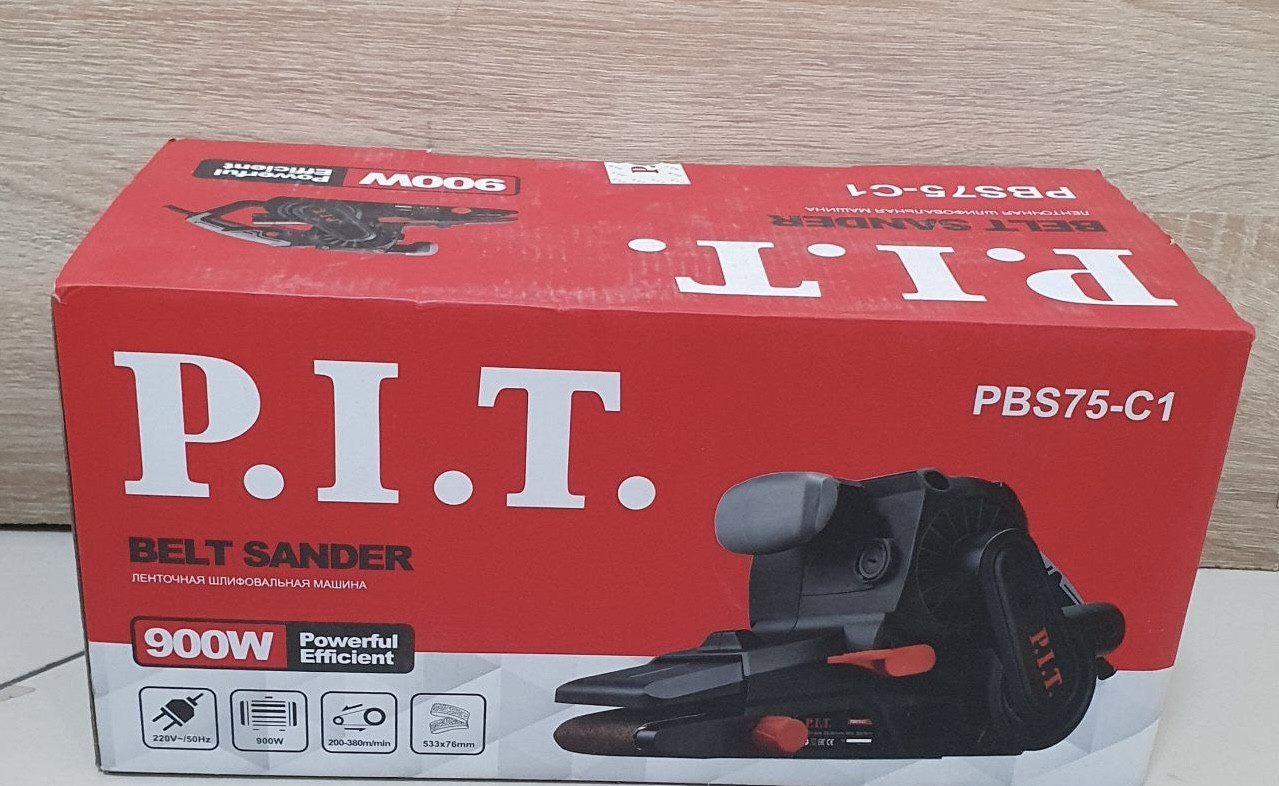 Powerful
Efficient
900W
P.
PBS75-C1
ЛЕНТОЧНАЯ ШЛИФОВАЛЬНАЯ МАШИНА
BELT SANDER
P.I.T.
P.I.T.
PBS75-C1
BELT SANDER
ЛЕНТОЧНАЯ ШЛИФОВАЛЬНАЯ МАШИНА
900W
Powerful
Efficient
220V~/50Hz
900W
200-380m/min
533x76mm
P.I.T.
P.I.T.